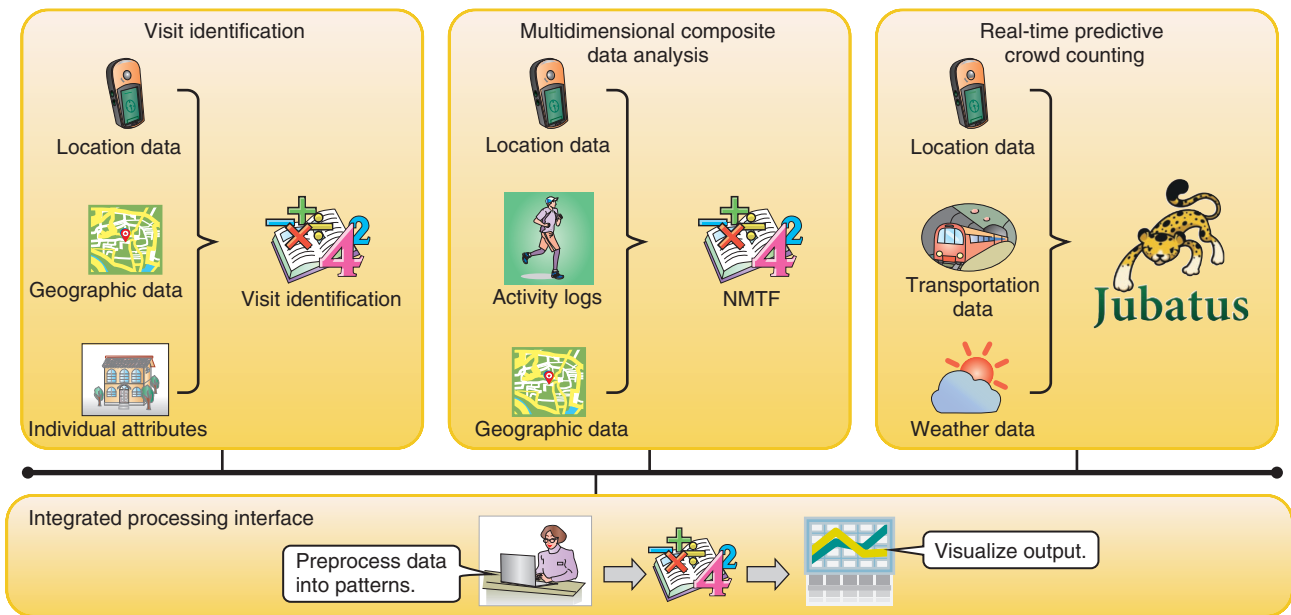 Visit identification
Location data
Geographic data
Individual attributes
Visit identification
Multidimensional composite
data analysis
Location data
Activity logs
Geographic data
NMTF
Real-time predictive
crowd counting
Location data
Transportation
data
Weather data
Jubatus
Integrated processing interface
Preprocess data
into patterns.
Visualize output.